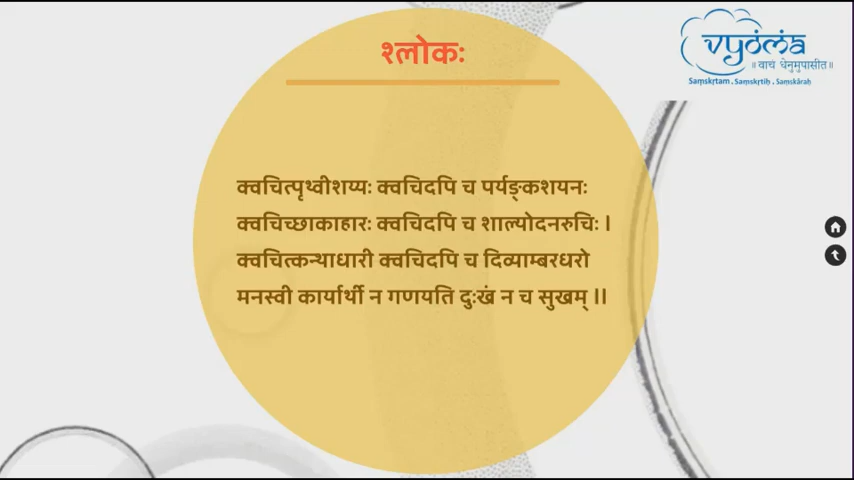 श्लोकः
vyoma
॥ वाचं धेनुमुपासीत॥
Saṃskṛtam . Saṃskṛtiḥ . Saṃskāraḥ
क्वचित्पृथ्वीशय्यः क्वचिदपि च पर्यङ्कशयनः
क्वचिच्छाकाहारः क्वचिदपि च शाल्योदनरुचिः ।
क्वचित्कन्थाधारी क्वचिदपि च दिव्याम्बरधरो
मनस्वी कार्यार्थी न गणयति दुःखं न च सुखम् ॥